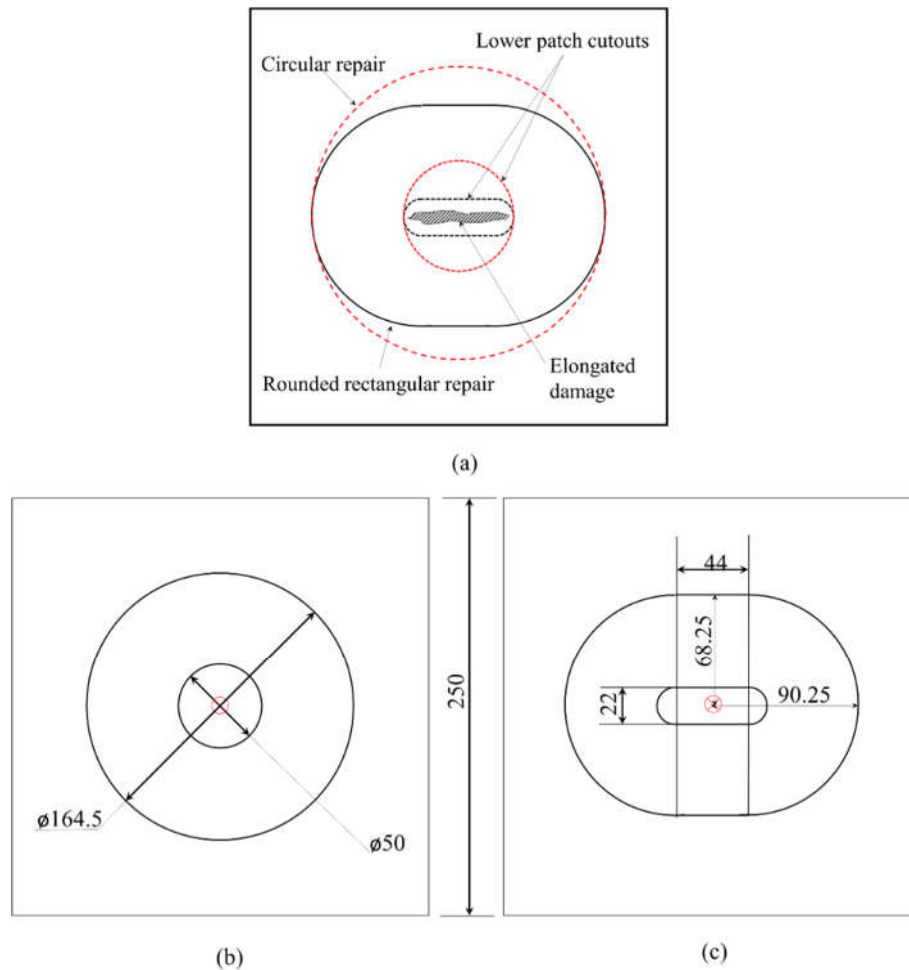 Lower patch cutouts
Circular repair
Elongated
damage
Rounded rectangular repair
(a)
44
68.25
250
22
90.25
ø164.5
ø50
(b)
(c)